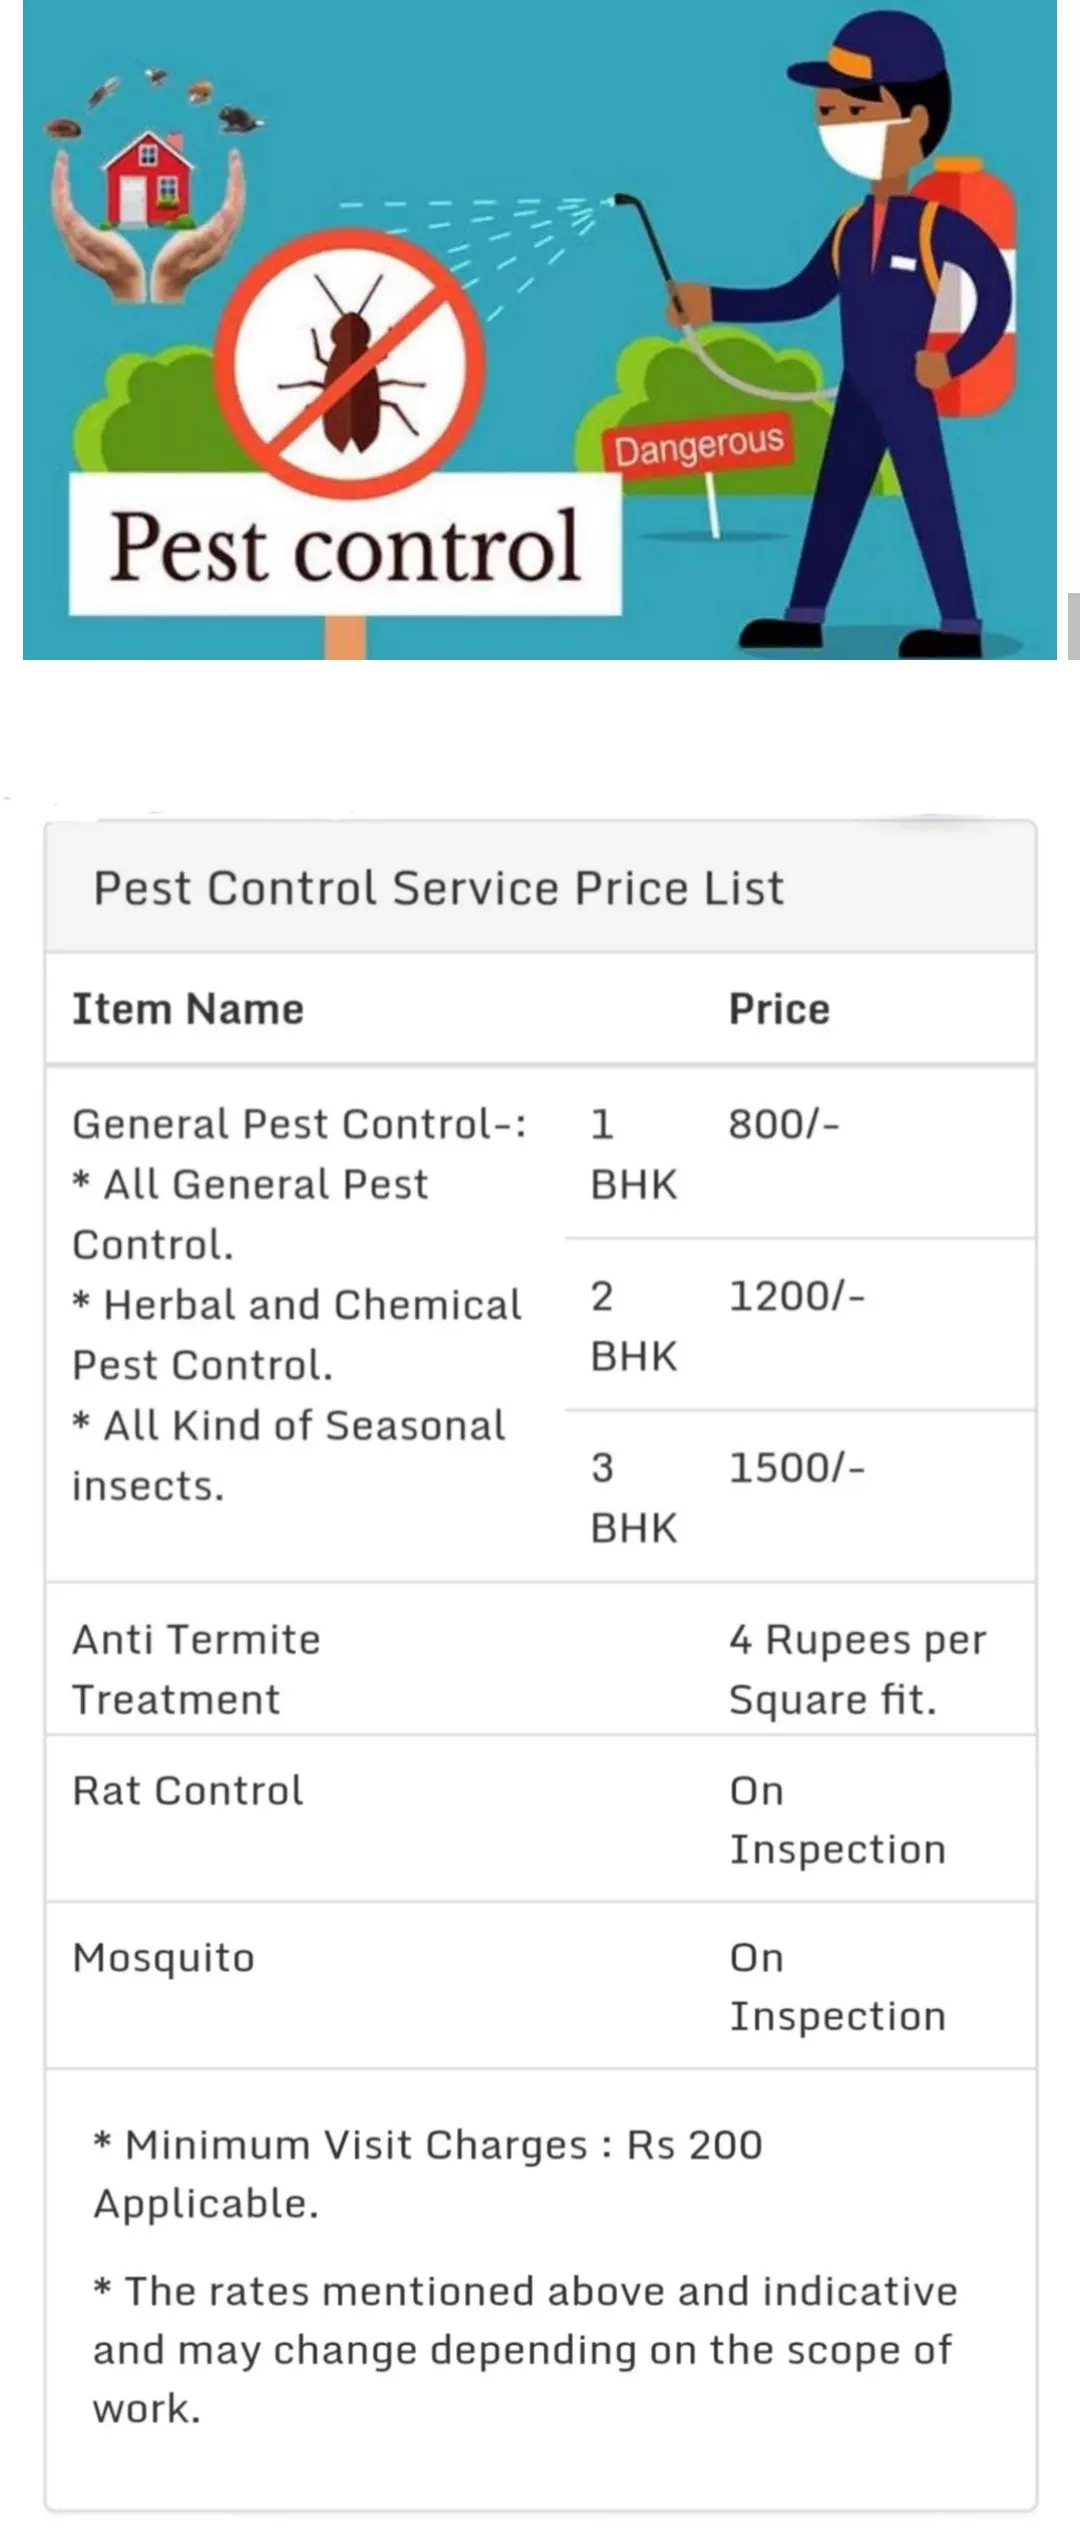 Dangerous
Pest control
Pest Control Service Price List
Item Name Price
General Pest Control-: 1 800/-
* All General Pest BHK
Control.
* Herbal and Chemical 2 1200/-
Pest Control. BHK
* All Kind of Seasonal 3 1500/-
insects. BHK
Anti Termite 4 Rupees per
Treatment Square fit.
Rat Control On
Inspection
Mosquito On
Inspection
* Minimum Visit Charges : Rs 200
Applicable.
* The rates mentioned above and indicative
and may change depending on the scope of
work.